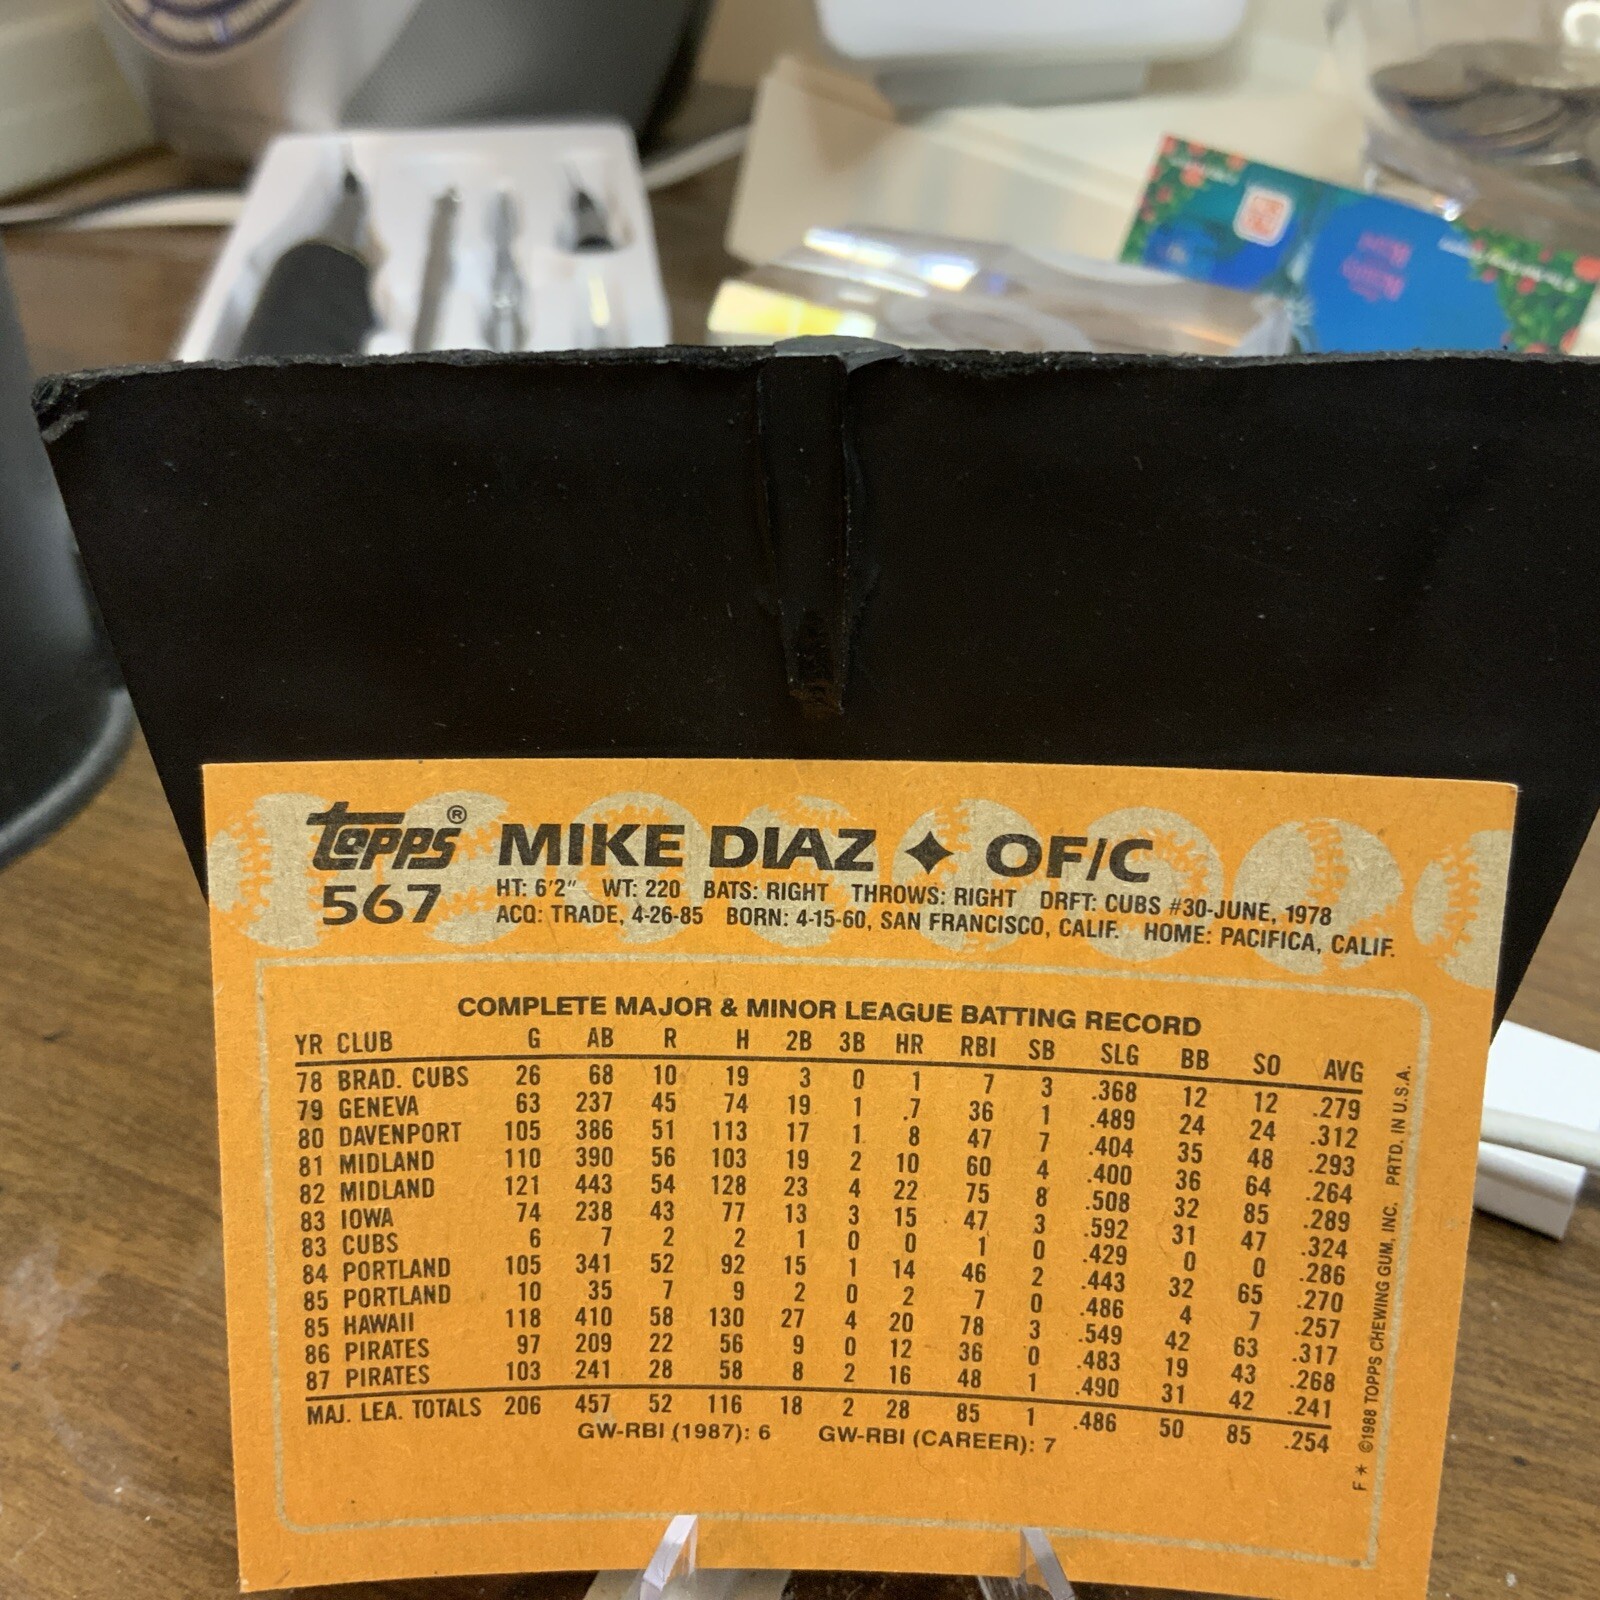 topps® MIKE DIAZ ✦ OF/C
567 HT: 6'2" WT: 220 BATS: RIGHT THROWS: RIGHT DRFT: CUBS #30-JUNE, 1978
ACQ: TRADE, 4-26-85 BORN: 4-15-60, SAN FRANCISCO, CALIF. HOME: PACIFICA, CALIF.
COMPLETE MAJOR & MINOR LEAGUE BATTING RECORD
YR CLUB G AB R H 2B 3B HR RBI SB SLG BB SO AVG
78 BRAD. CUBS 26 68 10 19 3 0 1 7 3 .368 12 12 .279
79 GENEVA 63 237 45 74 19 1 .7 36 1 .489 24 24 .312
80 DAVENPORT 105 386 51 113 17 1 8 47 7 .404 35 48 .293
81 MIDLAND 110 390 56 103 19 2 10 60 4 .400 36 64 .264
82 MIDLAND 121 443 54 128 23 4 22 75 8 .508 32 85 .289
83 IOWA 74 238 43 77 13 3 15 47 3 .592 31 47 .324
83 CUBS 6 7 2 2 1 0 0 1 0 .429 0 0 .286
84 PORTLAND 105 341 52 92 15 1 14 46 2 .443 32 65 .270
85 PORTLAND 10 35 7 9 2 0 2 7 0 .486 4 7 .257
85 HAWAII 118 410 58 130 27 4 20 78 3 .549 42 63 .317
86 PIRATES 97 209 22 56 9 0 12 36 0 .483 19 43 .268
87 PIRATES 103 241 28 58 8 2 16 48 1 .490 31 42 .241
MAJ. LEA. TOTALS 206 457 52 116 18 2 28 85 1 .486 50 85 .254
GW-RBI (1987): 6 GW-RBI (CAREER): 7
F* ©1988 TOPPS CHEWING GUM, INC. PRTD. IN U.S.A.